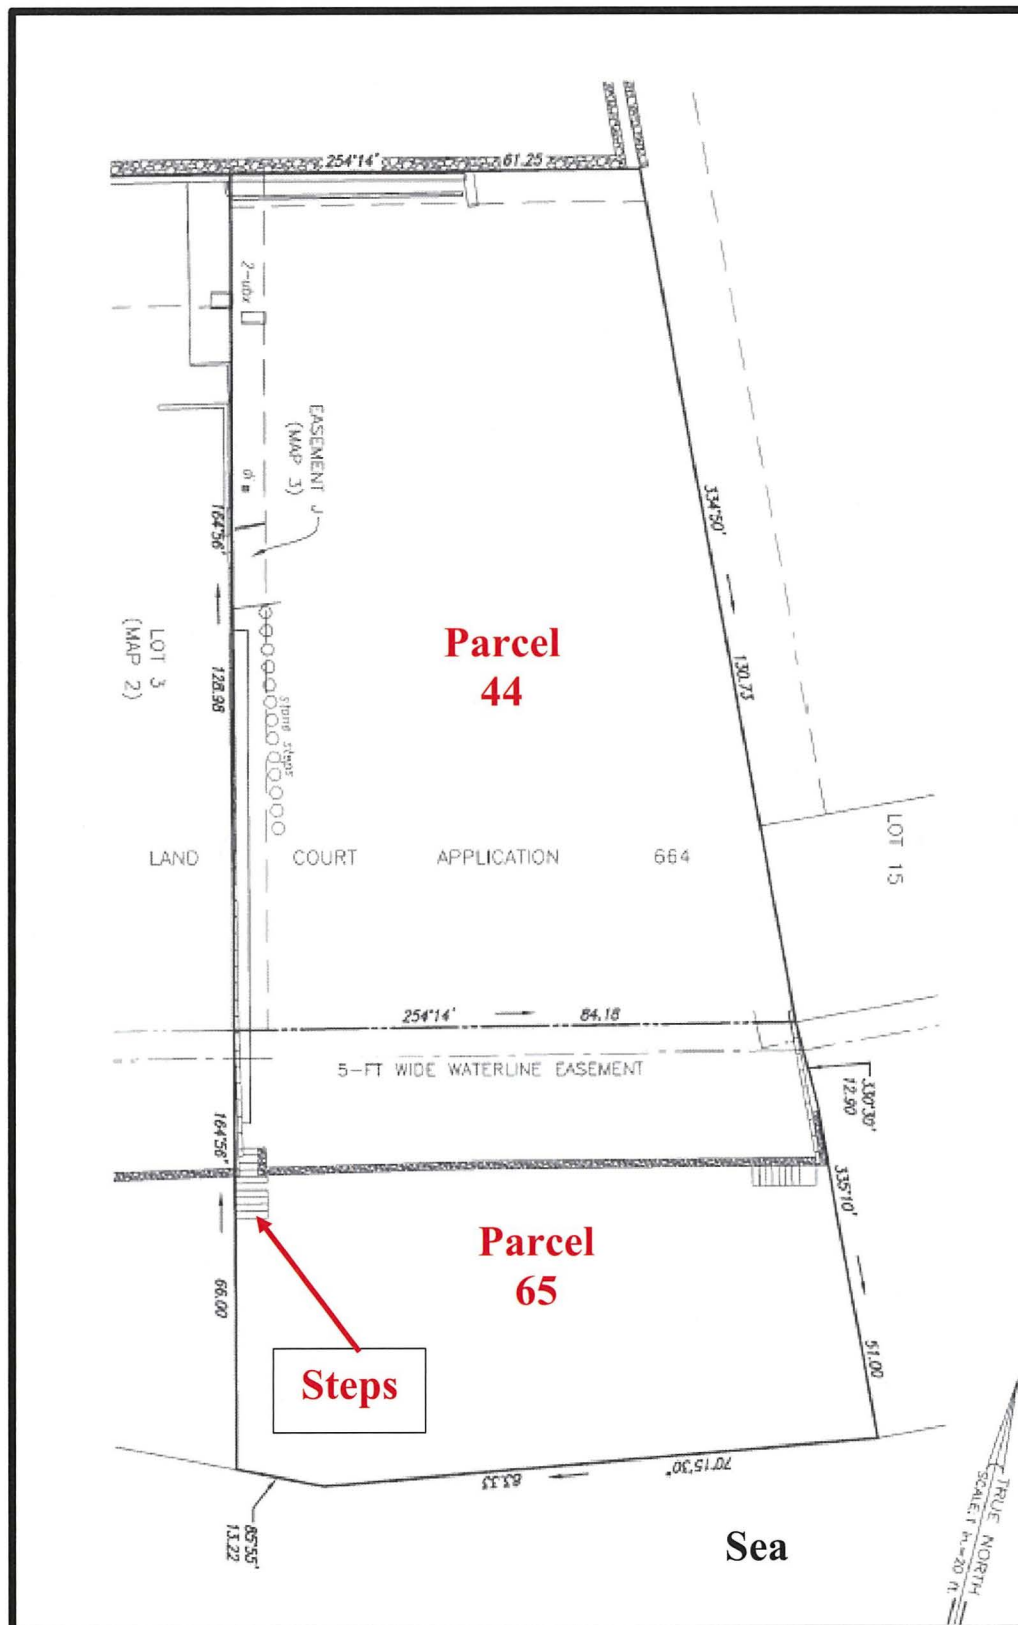 254°14'
61.25
2-wbx
EASEMENT J
(MAP 3)
di
334°50'
164°56'
LOT 3
(MAP 2)
128.98
Parcel
44
130.73
stone steps
LAND COURT APPLICATION 664
LOT 15
254°14'
84.18
5-FT WIDE WATERLINE EASEMENT
330°30'
12.90
164°56'
335°10'
Parcel
65
66.00
Steps
51.00
70°15'30"
83.33
85°55'
13.22
Sea
TRUE NORTH
SCALE: 1 in.=20 ft.